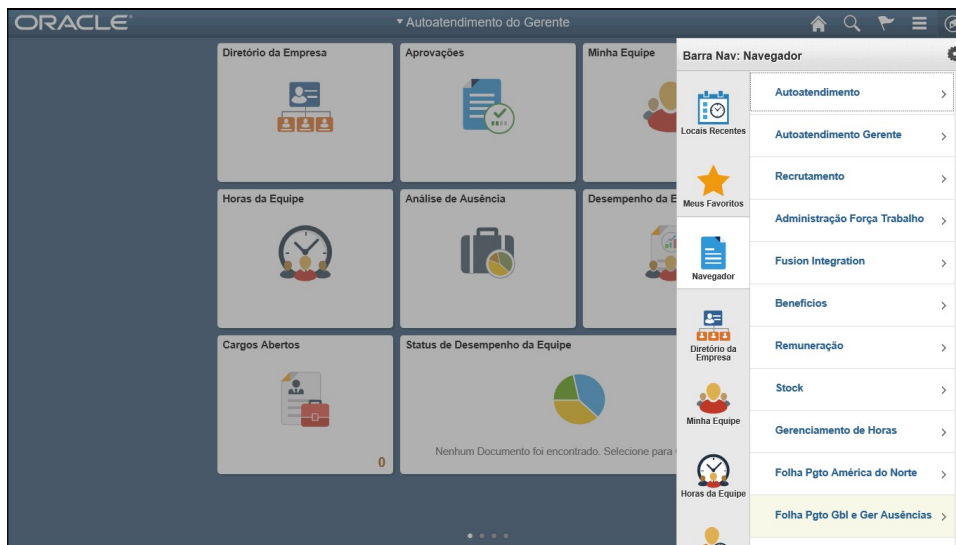 ORACLE
Autoatendimento do Gerente
Diretório da Empresa
Aprovações
Minha Equipe
Horas da Equipe
Análise de Ausência
Desempenho da E
Cargos Abertos
0
Status de Desempenho da Equipe
Nenhum Documento foi encontrado. Selecione para
Barra Nav: Navegador
Locais Recentes
Meus Favoritos
Navegador
Diretório da
Empresa
Minha Equipe
Horas da Equipe
Autoatendimento
Autoatendimento Gerente
Recrutamento
Administração Força Trabalho
Fusion Integration
Benefícios
Remuneração
Stock
Gerenciamento de Horas
Folha Pgto América do Norte
Folha Pgto Gbl e Ger Ausências